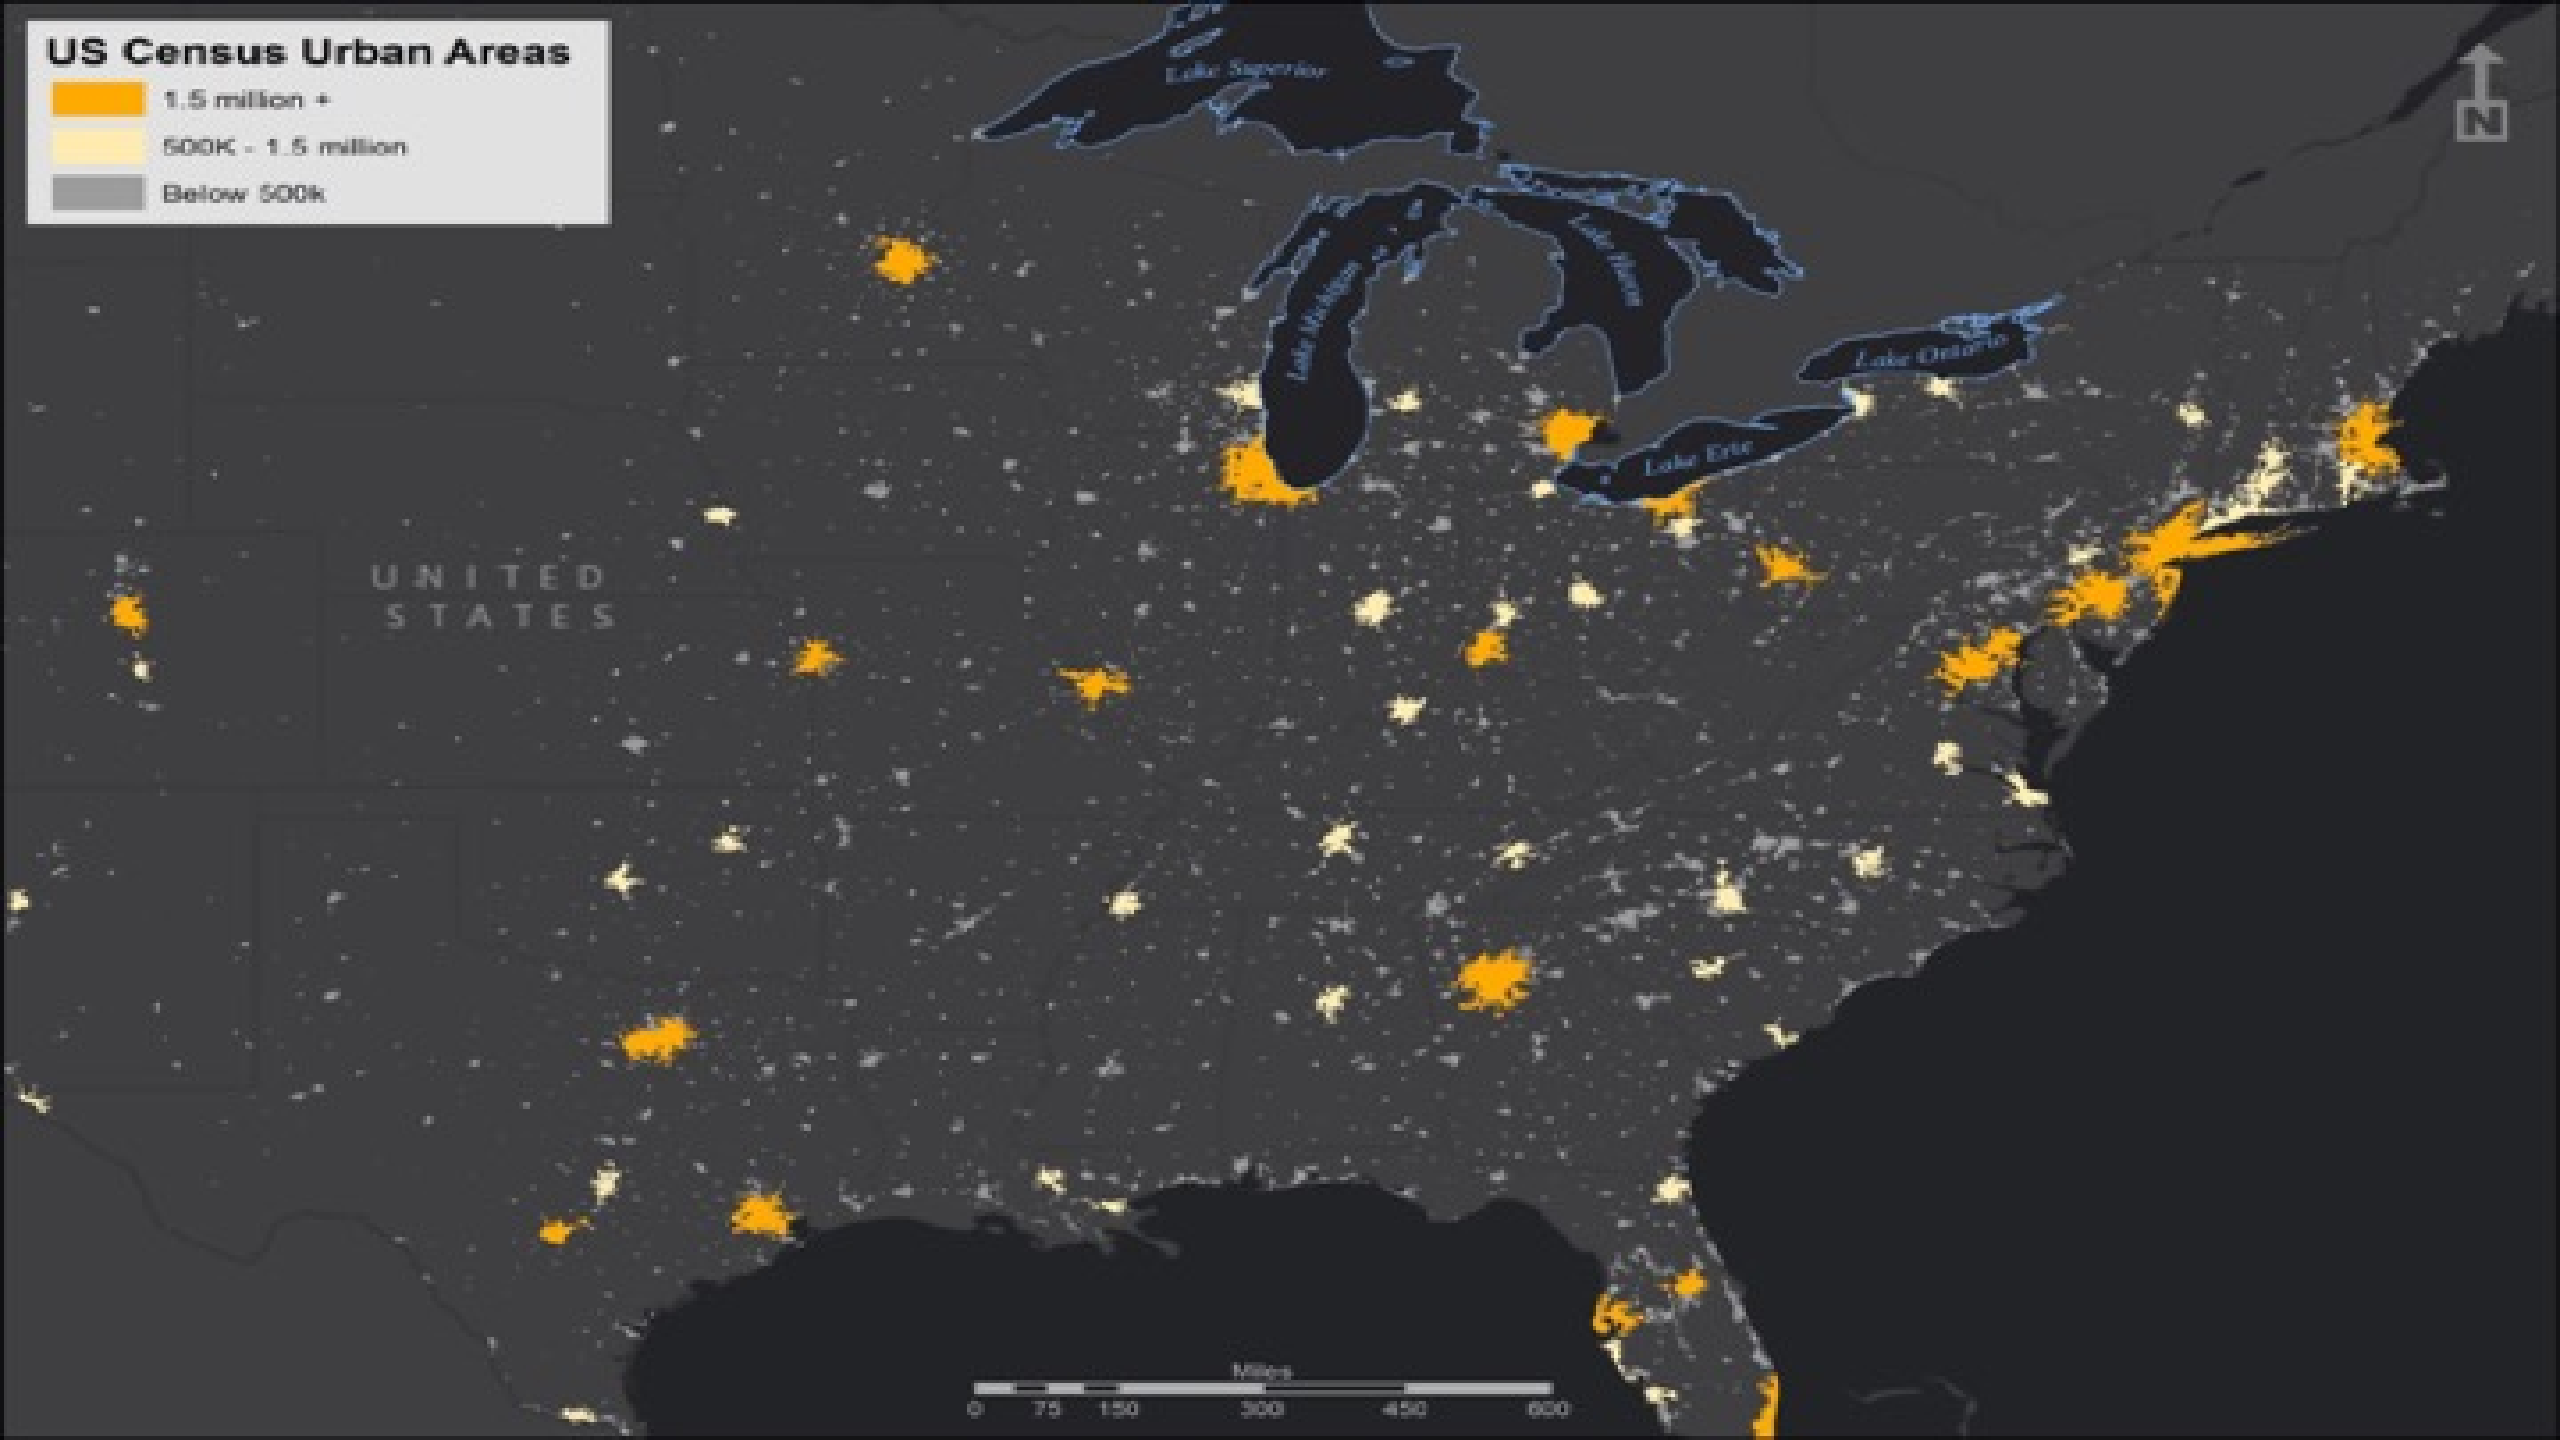 US Census Urban Areas
1.5 million +
500K - 1.5 million
Below 500k
Lake Superior
N
Lake Huron
Lake Michigan
Lake Ontario
Lake Erie
UNITED
STATES
Miles
0 75 150 300 450 600